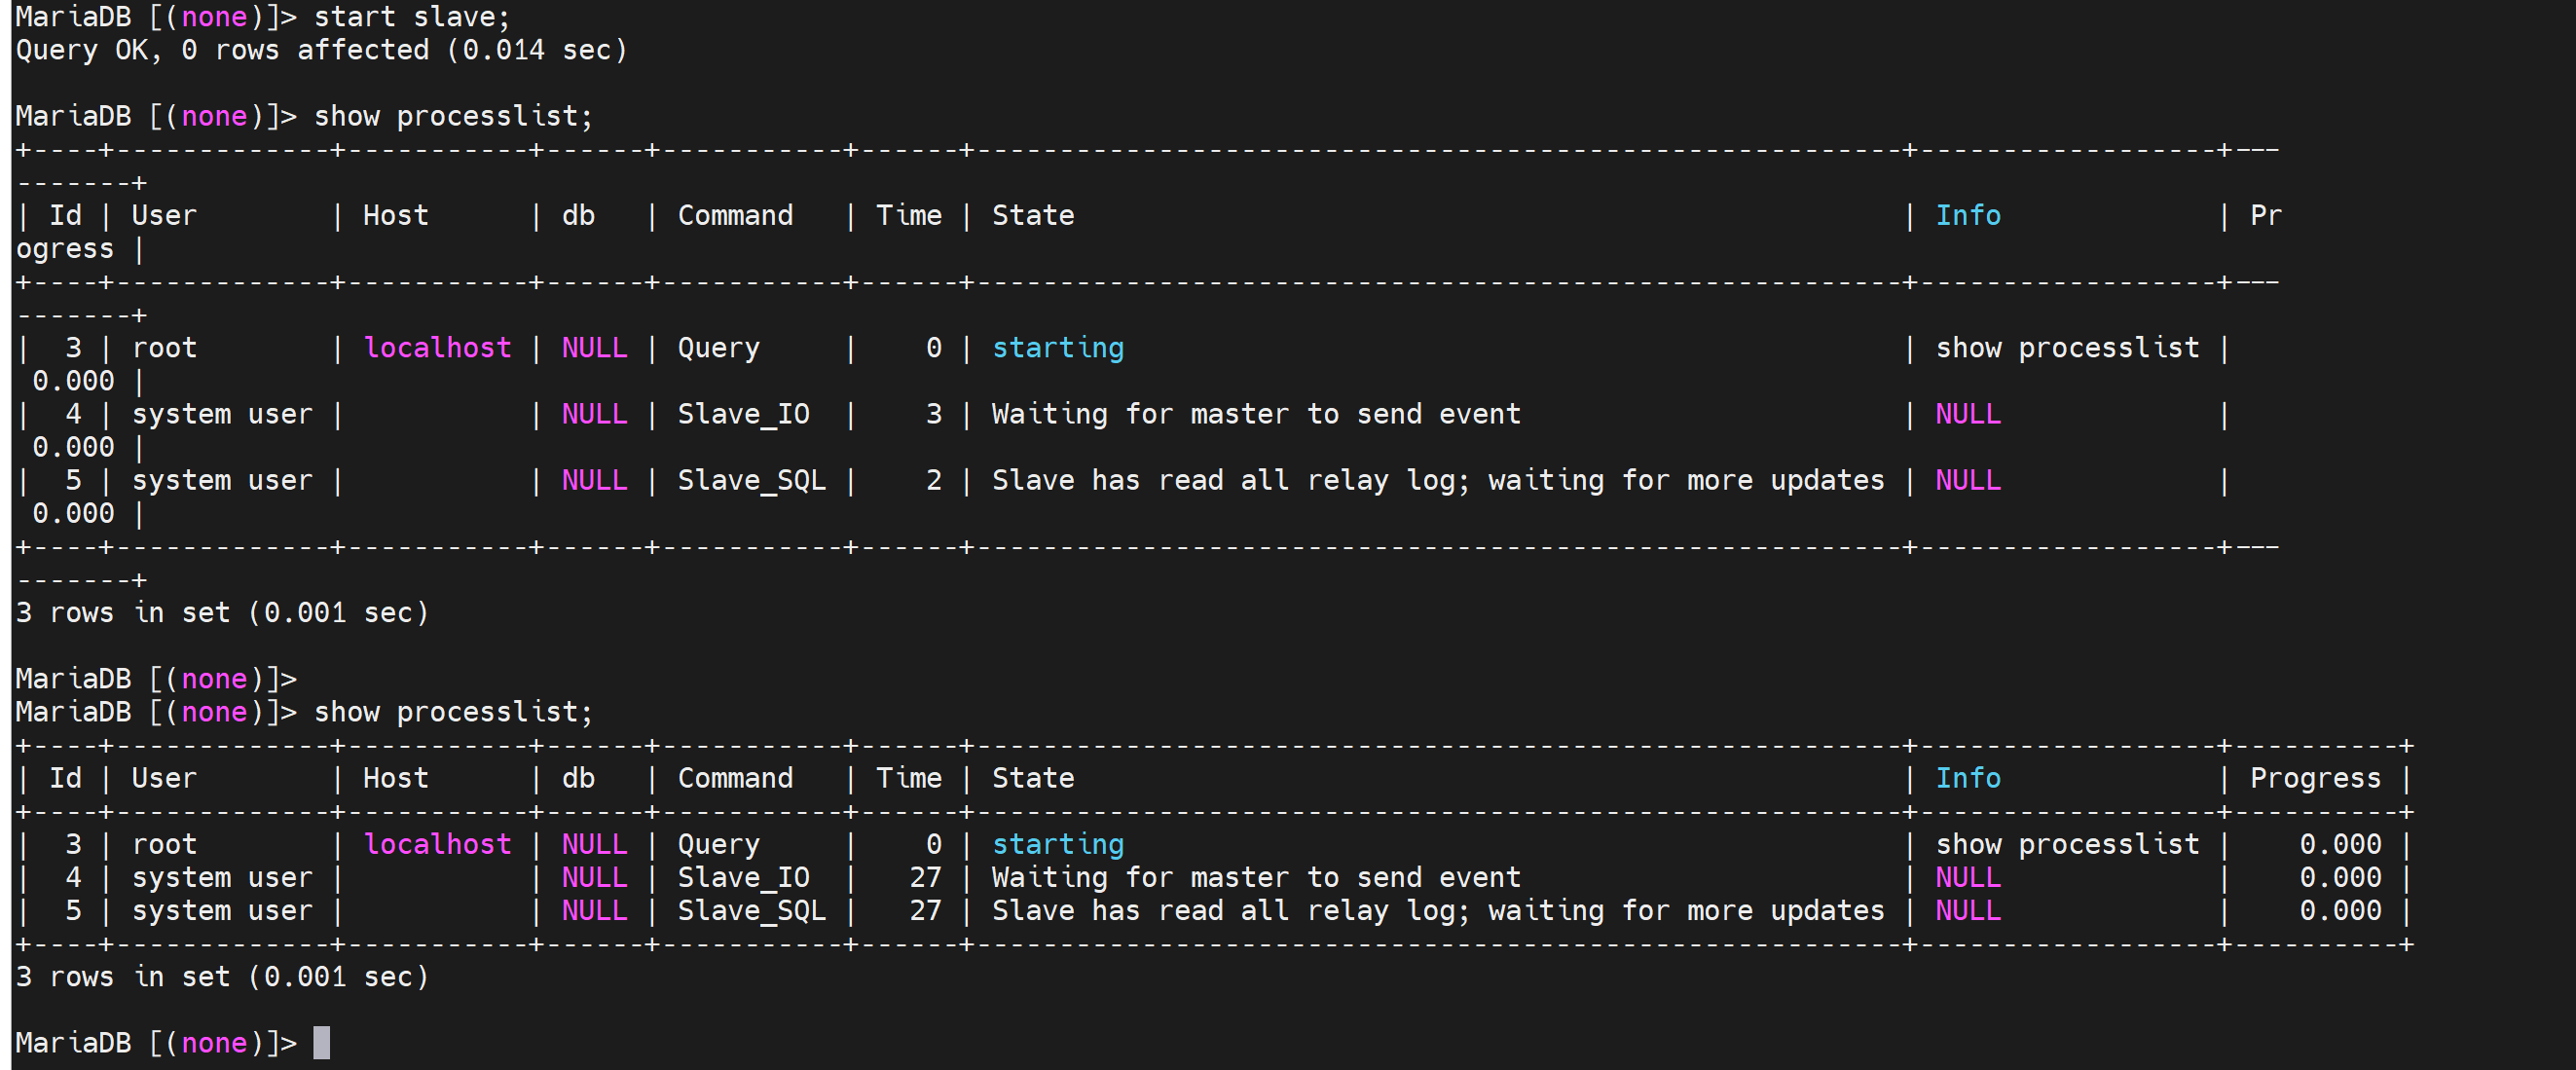 MariaDB [(none)]> start slave;
Query OK, 0 rows affected (0.014 sec)

MariaDB [(none)]> show processlist;
+----+-------------+-----------+------+-----------+------+--------------------------------------------------------+------------------+---
-------+
| Id | User        | Host      | db   | Command   | Time | State                                                  | Info             | Pr
ogress |
+----+-------------+-----------+------+-----------+------+--------------------------------------------------------+------------------+---
-------+
|  3 | root        | localhost | NULL | Query     |    0 | starting                                               | show processlist |
 0.000 |
|  4 | system user |           | NULL | Slave_IO  |    3 | Waiting for master to send event                       | NULL             |
 0.000 |
|  5 | system user |           | NULL | Slave_SQL |    2 | Slave has read all relay log; waiting for more updates | NULL             |
 0.000 |
+----+-------------+-----------+------+-----------+------+--------------------------------------------------------+------------------+---
-------+
3 rows in set (0.001 sec)

MariaDB [(none)]>
MariaDB [(none)]> show processlist;
+----+-------------+-----------+------+-----------+------+--------------------------------------------------------+------------------+----------+
| Id | User        | Host      | db   | Command   | Time | State                                                  | Info             | Progress |
+----+-------------+-----------+------+-----------+------+--------------------------------------------------------+------------------+----------+
|  3 | root        | localhost | NULL | Query     |    0 | starting                                               | show processlist |    0.000 |
|  4 | system user |           | NULL | Slave_IO  |   27 | Waiting for master to send event                       | NULL             |    0.000 |
|  5 | system user |           | NULL | Slave_SQL |   27 | Slave has read all relay log; waiting for more updates | NULL             |    0.000 |
+----+-------------+-----------+------+-----------+------+--------------------------------------------------------+------------------+----------+
3 rows in set (0.001 sec)

MariaDB [(none)]>